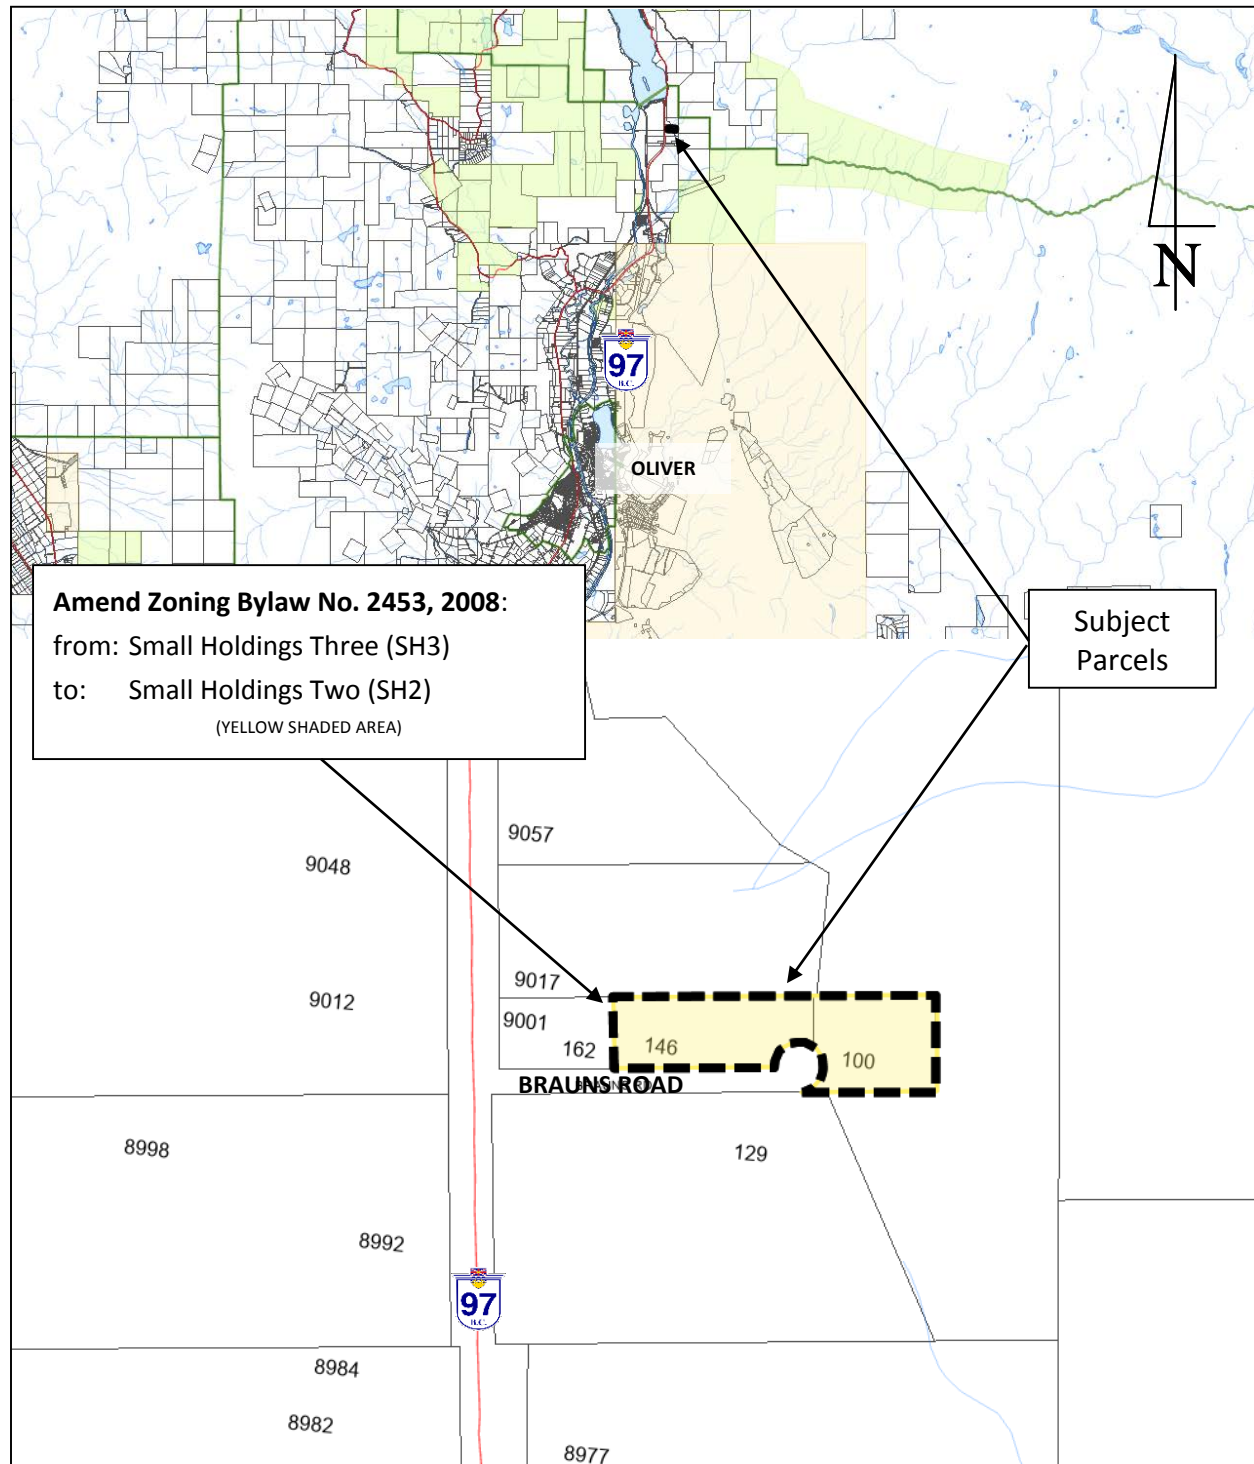 N
97
B.C.
OLIVER
Amend Zoning Bylaw No. 2453, 2008:
from: Small Holdings Three (SH3)
to: Small Holdings Two (SH2)
(YELLOW SHADED AREA)
Subject
Parcels
9057
9048
9017
9012
9001
162
146
100
BRAUNS ROAD
BRAUNS RD
129
8998
8992
97
B.C.
8984
8982
8977